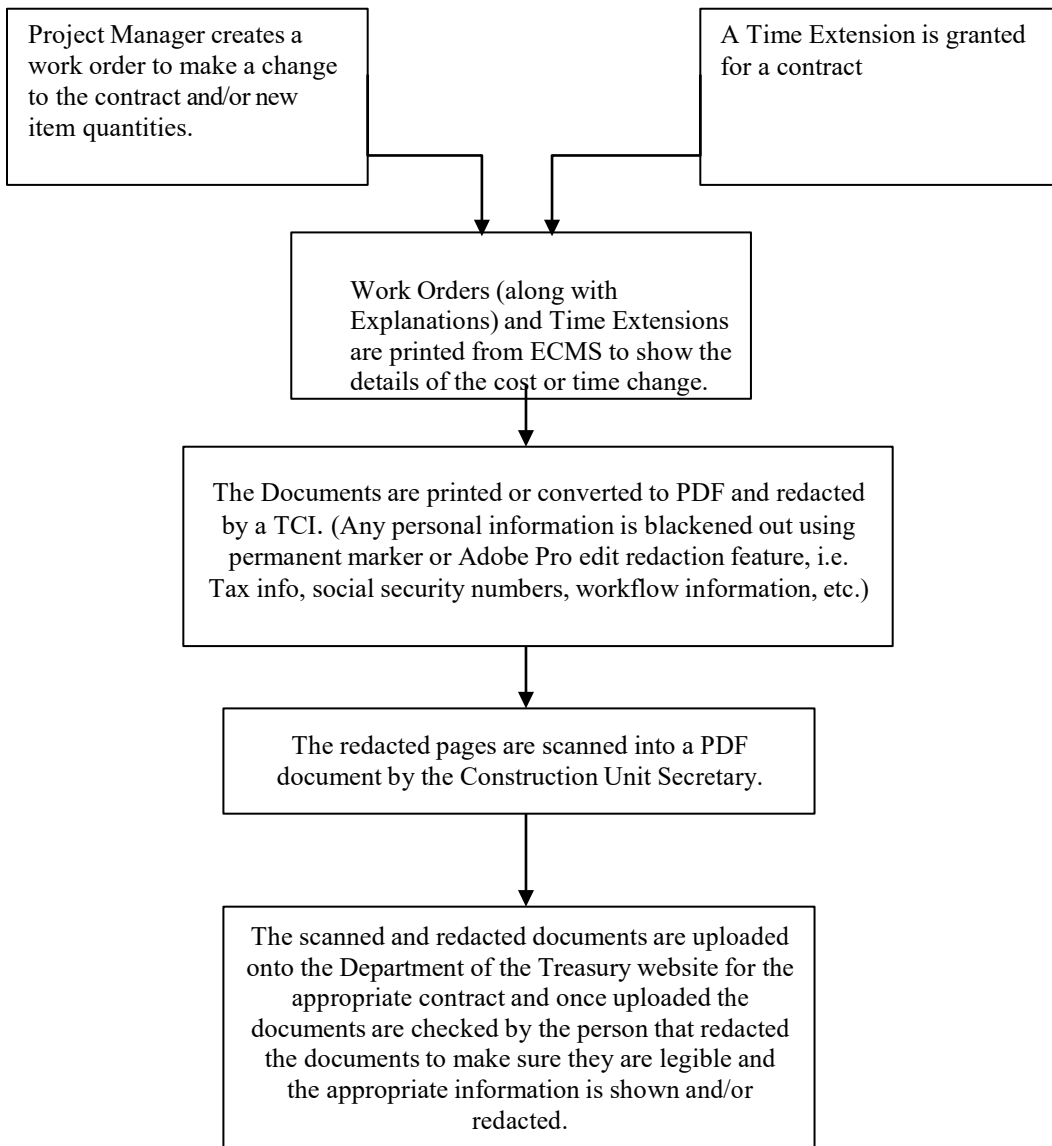 Project Manager creates a
work order to make a change
to the contract and/or new
item quantities.
A Time Extension is granted
for a contract
Work Orders (along with
Explanations) and Time Extensions
are printed from ECMS to show the
details of the cost or time change.
The Documents are printed or converted to PDF and redacted
by a TCI. (Any personal information is blackened out using
permanent marker or Adobe Pro edit redaction feature, i.e.
Tax info, social security numbers, workflow information, etc.)
The redacted pages are scanned into a PDF
document by the Construction Unit Secretary.
The scanned and redacted documents are uploaded
onto the Department of the Treasury website for the
appropriate contract and once uploaded the
documents are checked by the person that redacted
the documents to make sure they are legible and
the appropriate information is shown and/or
redacted.